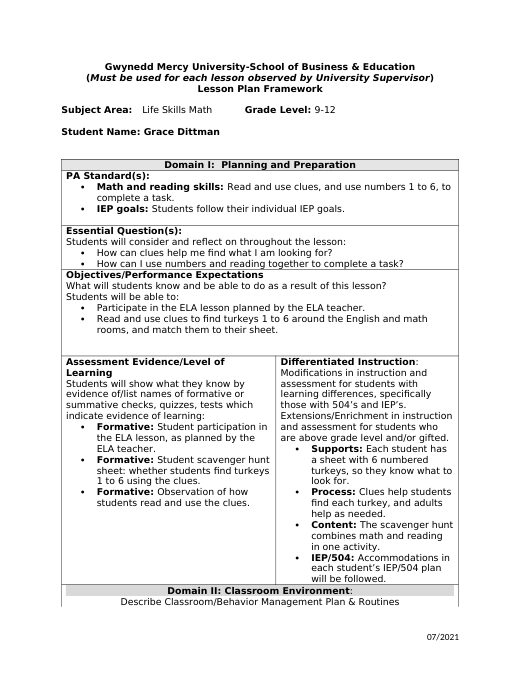 Gwynedd Mercy University-School of Business & Education
(Must be used for each lesson observed by University Supervisor)
Lesson Plan Framework
Subject Area: Life Skills Math Grade Level: 9-12
Student Name: Grace Dittman
Domain I: Planning and Preparation
PA Standard(s):
• Math and reading skills: Read and use clues, and use numbers 1 to 6, to
complete a task.
• IEP goals: Students follow their individual IEP goals.
Essential Question(s):
Students will consider and reflect on throughout the lesson:
• How can clues help me find what I am looking for?
• How can I use numbers and reading together to complete a task?
Objectives/Performance Expectations
What will students know and be able to do as a result of this lesson?
Students will be able to:
• Participate in the ELA lesson planned by the ELA teacher.
• Read and use clues to find turkeys 1 to 6 around the English and math
rooms, and match them to their sheet.
Assessment Evidence/Level of
Learning
Students will show what they know by
evidence of/list names of formative or
summative checks, quizzes, tests which
indicate evidence of learning:
• Formative: Student participation in
the ELA lesson, as planned by the
ELA teacher.
• Formative: Student scavenger hunt
sheet: whether students find turkeys
1 to 6 using the clues.
• Formative: Observation of how
students read and use the clues.
Differentiated Instruction:
Modifications in instruction and
assessment for students with
learning differences, specifically
those with 504’s and IEP’s.
Extensions/Enrichment in instruction
and assessment for students who
are above grade level and/or gifted.
• Supports: Each student has
a sheet with 6 numbered
turkeys, so they know what to
look for.
• Process: Clues help students
find each turkey, and adults
help as needed.
• Content: The scavenger hunt
combines math and reading
in one activity.
• IEP/504: Accommodations in
each student’s IEP/504 plan
will be followed.
Domain II: Classroom Environment:
Describe Classroom/Behavior Management Plan & Routines
07/2021